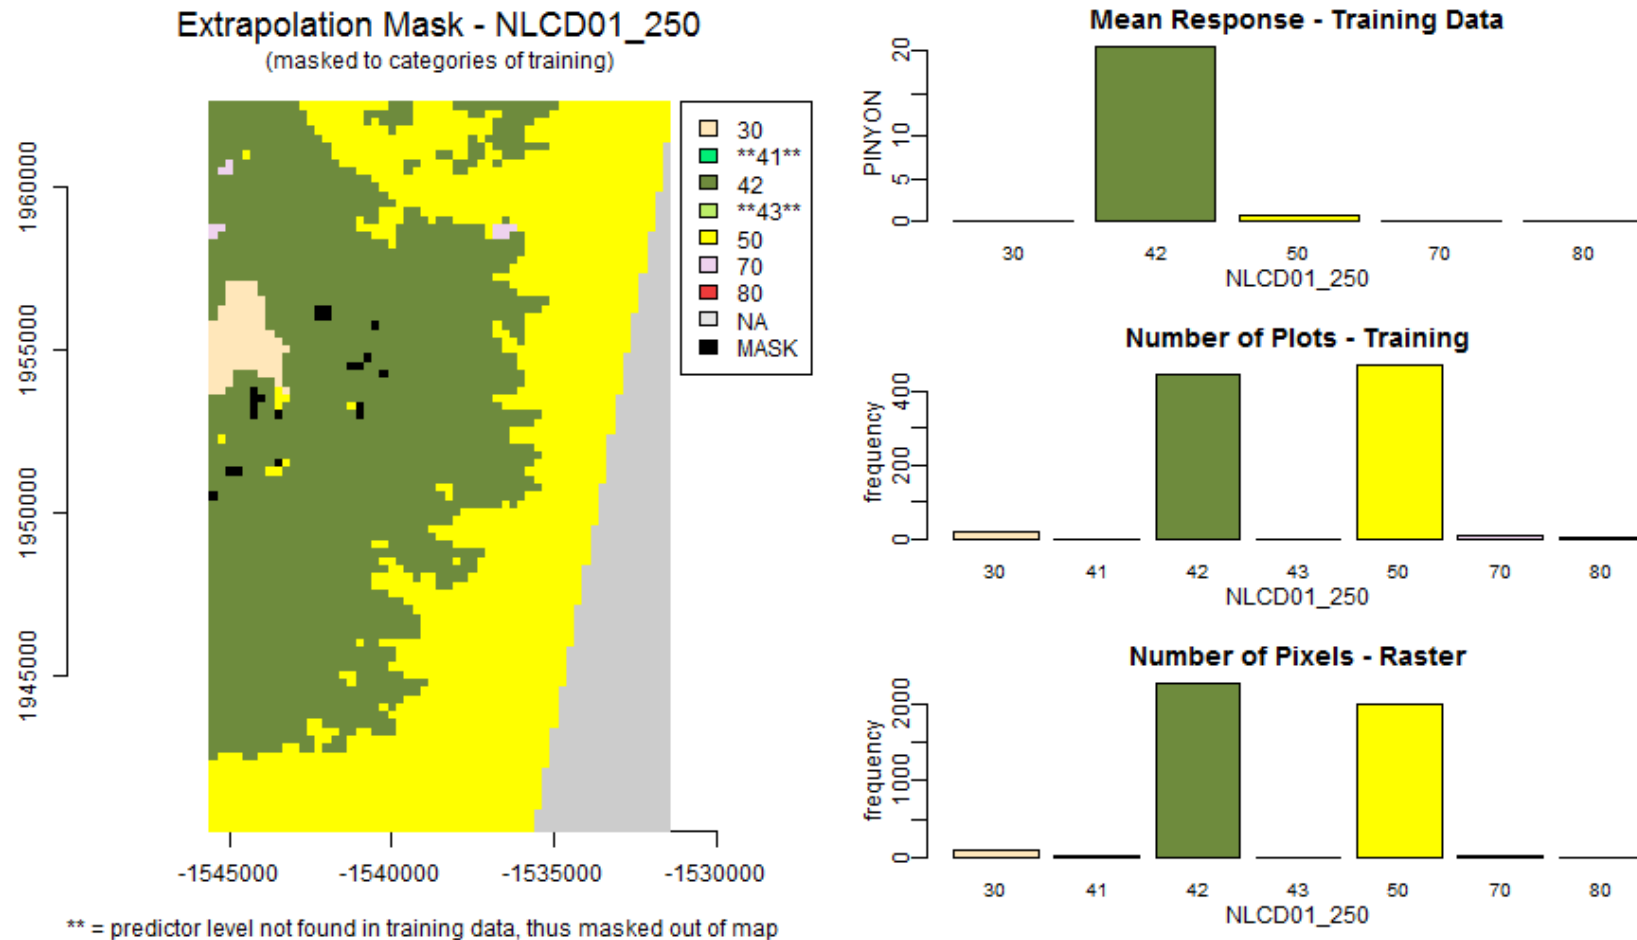 Extrapolation Mask - NLCD01_250
(masked to categories of training)
1960000
1955000
1950000
1945000
-1545000 -1540000 -1535000 -1530000
30
**41**
42
**43**
50
70
80
NA
MASK
** = predictor level not found in training data, thus masked out of map
Mean Response - Training Data
PINYON
20
10
5
0
30 42 50 70 80
NLCD01_250
Number of Plots - Training
frequency
400
200
0
30 41 42 43 50 70 80
NLCD01_250
Number of Pixels - Raster
frequency
2000
1000
0
30 41 42 43 50 70 80
NLCD01_250